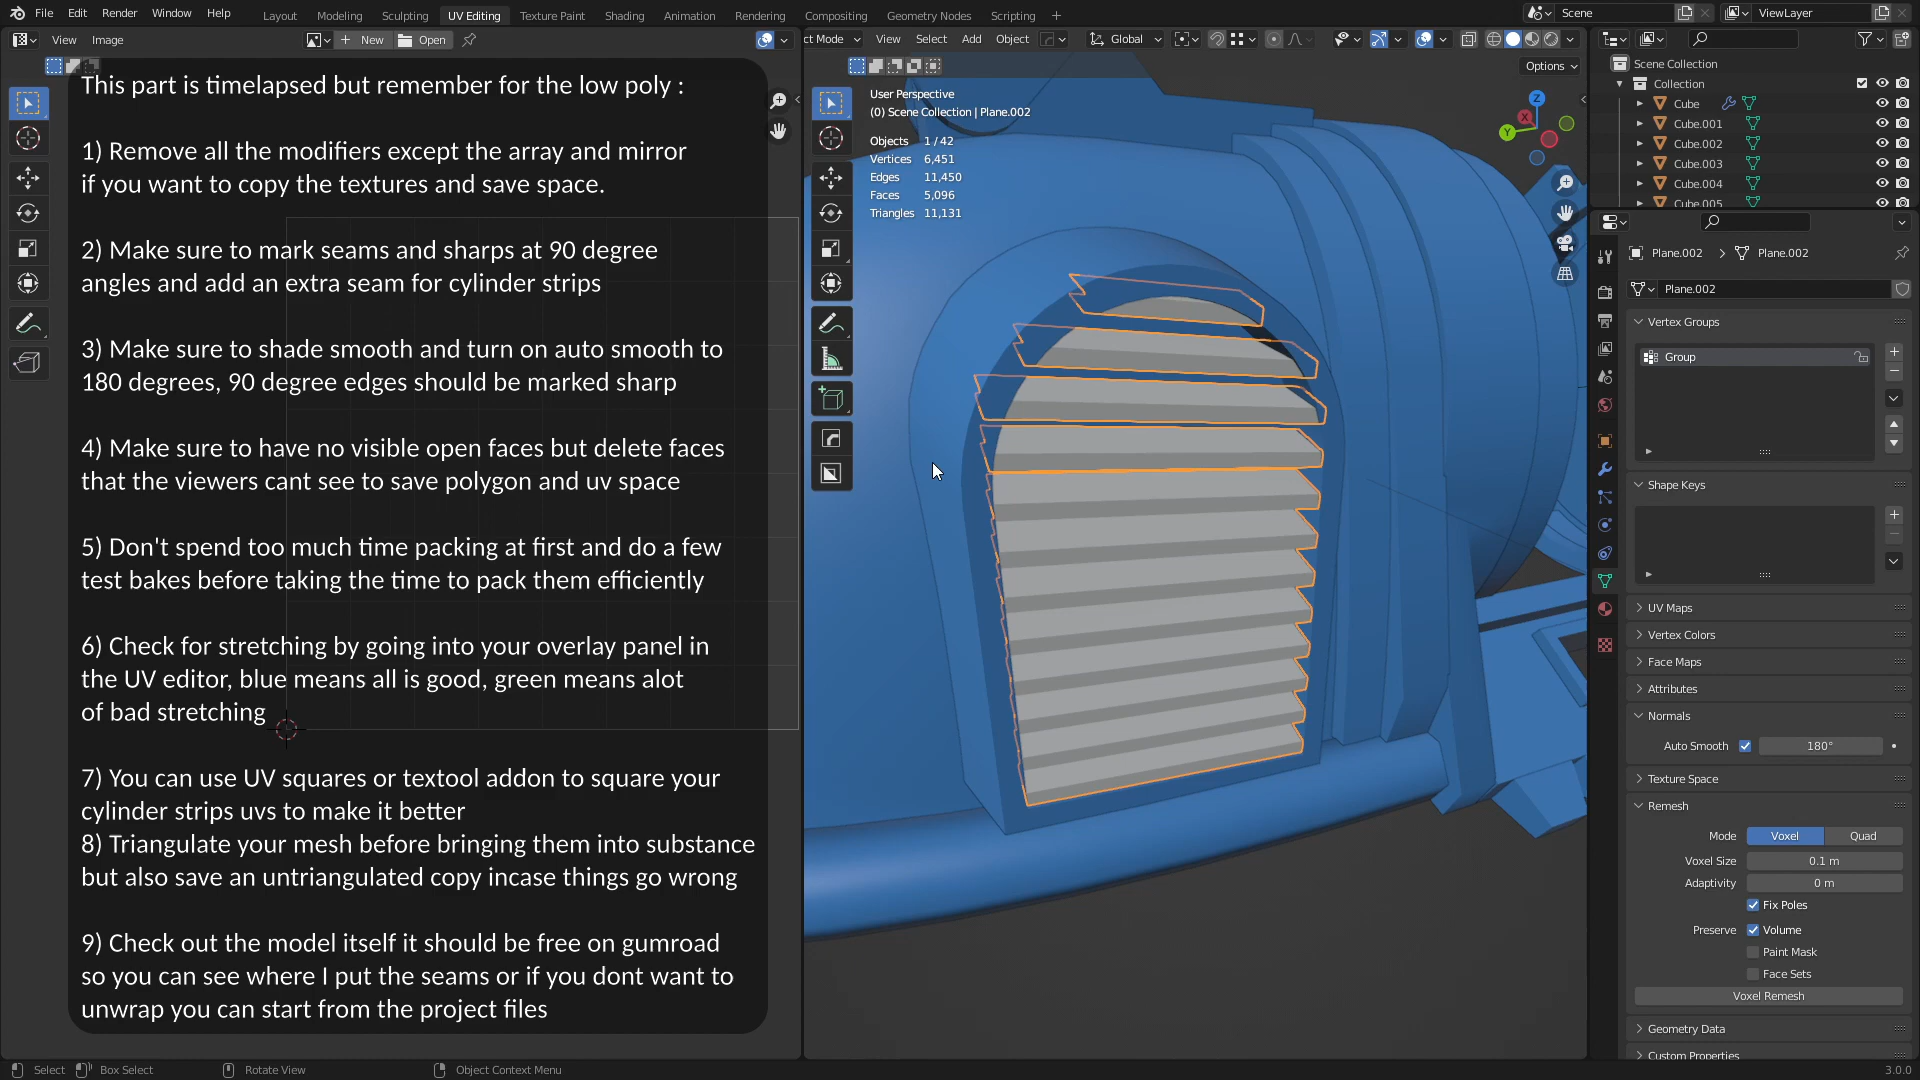 File Edit Render Window Help
Layout Modeling Sculpting UV Editing Texture Paint Shading Animation Rendering Compositing Geometry Nodes Scripting
Scene
ViewLayer
View Image
New
Open
ct Mode View Select Add Object
Global
Options
This part is timelapsed but remember for the low poly :
1) Remove all the modifiers except the array and mirror
if you want to copy the textures and save space.
2) Make sure to mark seams and sharps at 90 degree
angles and add an extra seam for cylinder strips
3) Make sure to shade smooth and turn on auto smooth to
180 degrees, 90 degree edges should be marked sharp
4) Make sure to have no visible open faces but delete faces
that the viewers cant see to save polygon and uv space
5) Don't spend too much time packing at first and do a few
test bakes before taking the time to pack them efficiently
6) Check for stretching by going into your overlay panel in
the UV editor, blue means all is good, green means alot
of bad stretching
7) You can use UV squares or textool addon to square your
cylinder strips uvs to make it better
8) Triangulate your mesh before bringing them into substance
but also save an untriangulated copy incase things go wrong
9) Check out the model itself it should be free on gumroad
so you can see where I put the seams or if you dont want to
unwrap you can start from the project files
User Perspective
(0) Scene Collection | Plane.002
Objects 1 / 42
Vertices 6,451
Edges 11,450
Faces 5,096
Triangles 11,131
Z
X
Y
Scene Collection
Collection
Cube
Cube.001
Cube.002
Cube.003
Cube.004
Cube.005
Plane.002 > Plane.002
Plane.002
Vertex Groups
Group
Shape Keys
UV Maps
Vertex Colors
Face Maps
Attributes
Normals
Auto Smooth 180°
Texture Space
Remesh
Mode Voxel Quad
Voxel Size 0.1 m
Adaptivity 0 m
Fix Poles
Preserve Volume
Paint Mask
Face Sets
Voxel Remesh
Geometry Data
Custom Properties
Select Box Select Rotate View Object Context Menu 3.0.0